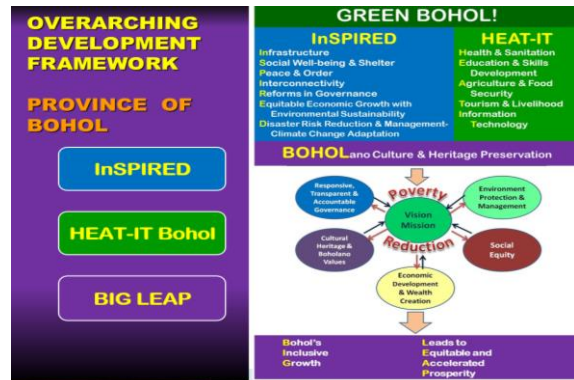 OVERARCHING
DEVELOPMENT
FRAMEWORK
PROVINCE OF
BOHOL
InSPIRED
HEAT-IT Bohol
BIG LEAP
GREEN BOHOL!
InSPIRED
Infrastructure
Social Well-being & Shelter
Peace & Order
Interconnectivity
Reforms in Governance
Equitable Economic Growth with
Environmental Sustainability
Disaster Risk Reduction & Management-
Climate Change Adaptation
HEAT-IT
Health & Sanitation
Education & Skills
Development
Agriculture & Food
Security
Tourism & Livelihood
Information
Technology
BOHOLano Culture & Heritage Preservation
Responsive,
Transparent &
Accountable
Governance
Poverty
Environment
Protection &
Management
Vision
Mission
Cultural
Heritage &
Boholano
Values
Reduction
Social
Equity
Economic
Development
& Wealth
Creation
Bohol's
Inclusive
Growth
Leads to
Equitable and
Accelerated
Prosperity